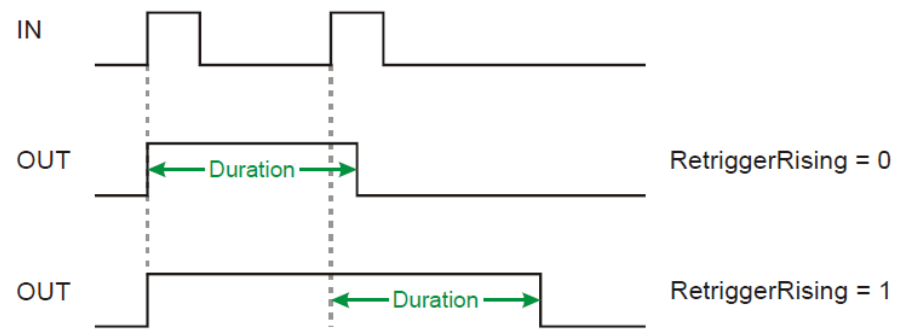 IN
OUT
Duration
RetriggerRising = 0
OUT
Duration
RetriggerRising = 1